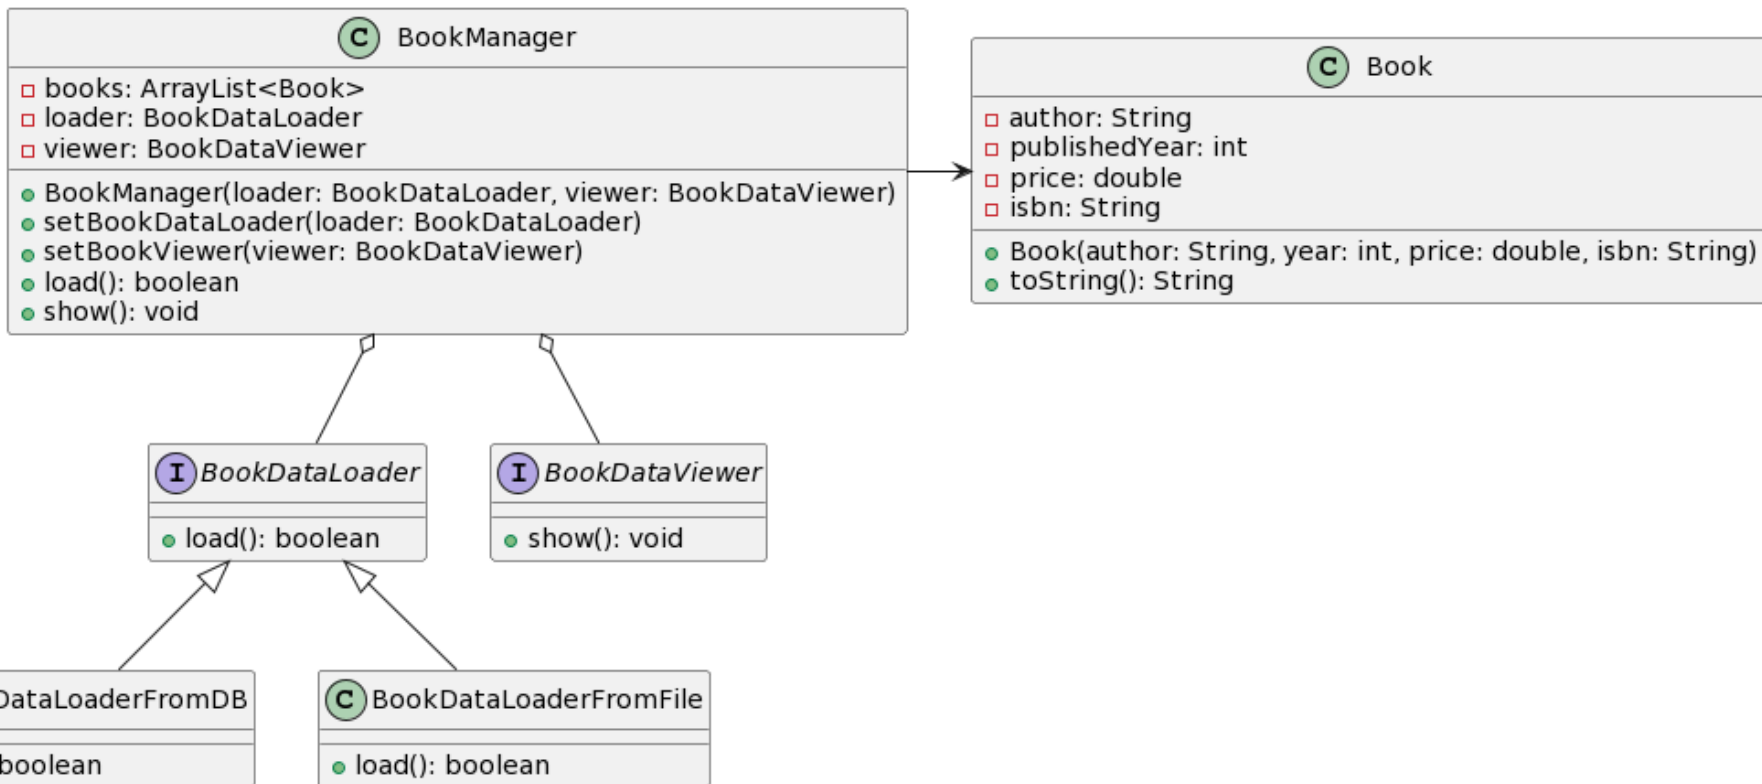 C BookManager
books: ArrayList<Book>
loader: BookDataLoader
viewer: BookDataViewer
BookManager(loader: BookDataLoader, viewer: BookDataViewer)
setBookDataLoader(loader: BookDataLoader)
setBookViewer(viewer: BookDataViewer)
load(): boolean
show(): void
C Book
author: String
publishedYear: int
price: double
isbn: String
Book(author: String, year: int, price: double, isbn: String)
toString(): String
I BookDataLoader
load(): boolean
I BookDataViewer
show(): void
DataLoaderFromDB
boolean
C BookDataLoaderFromFile
load(): boolean